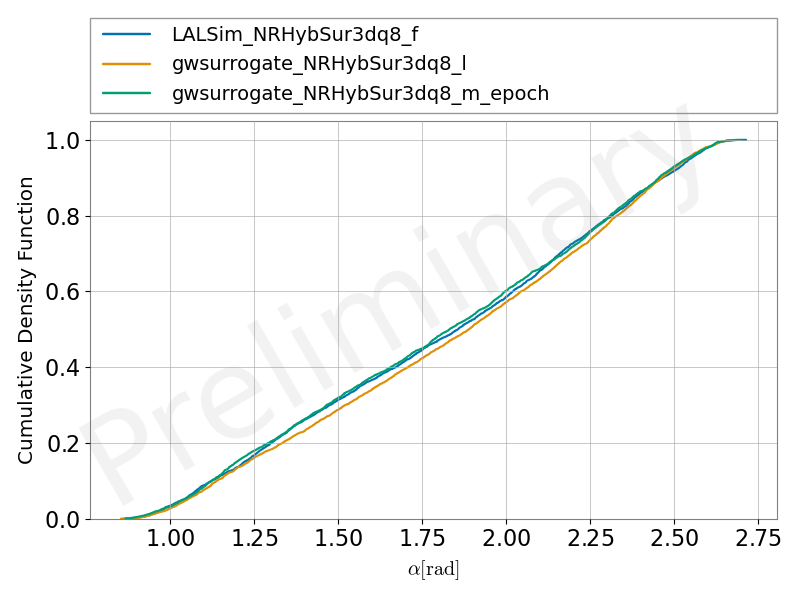 LALSim_NRHybSur3dq8_f
gwsurrogate_NRHybSur3dq8_l
gwsurrogate_NRHybSur3dq8_m_epoch
1.0
0.8
0.6
0.4
0.2
0.0
Cumulative Density Function
Preliminary
1.00 1.25 1.50 1.75 2.00 2.25 2.50 2.75
α[rad]